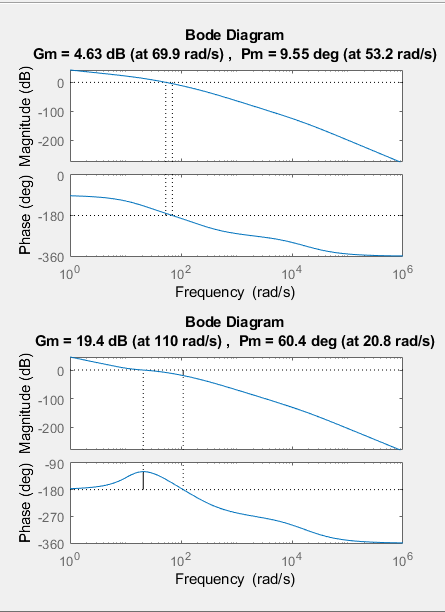 Bode Diagram
Gm = 4.63 dB (at 69.9 rad/s) , Pm = 9.55 deg (at 53.2 rad/s)
Magnitude (dB)
0
-100
-200
Phase (deg)
0
-180
-360
10^0
10^2
10^4
10^6
Frequency (rad/s)
Bode Diagram
Gm = 19.4 dB (at 110 rad/s) , Pm = 60.4 deg (at 20.8 rad/s)
Magnitude (dB)
0
-100
-200
Phase (deg)
-90
-180
-270
-360
10^0
10^2
10^4
10^6
Frequency (rad/s)